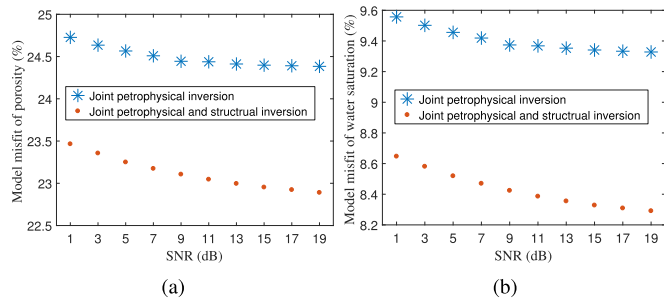 25
24.5
24
23.5
23
22.5
Model misfit of porosity (%)
Joint petrophysical inversion
Joint petrophysical and structrual inversion
1 3 5 7 9 11 13 15 17 19
SNR (dB)
(a)
9.6
9.4
9.2
9
8.8
8.6
8.4
8.2
Model misfit of water saturation (%)
Joint petrophysical inversion
Joint petrophysical and structrual inversion
1 3 5 7 9 11 13 15 17 19
SNR (dB)
(b)